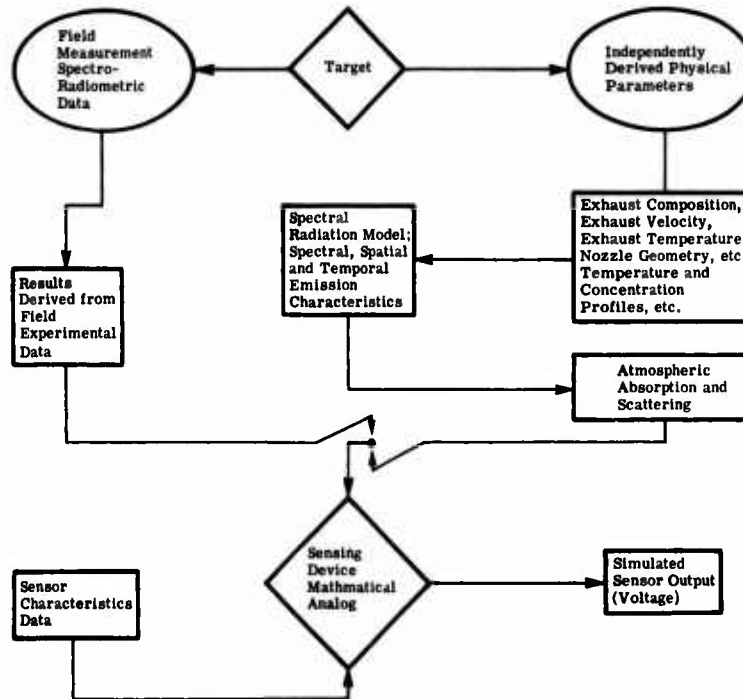 Field
Measurement
Spectro-
Radiometric
Data
Target
Independently
Derived Physical
Parameters
Spectral
Radiation Model;
Spectral, Spatial
and Temporal
Emission
Characteristics
Exhaust Composition,
Exhaust Velocity,
Exhaust Temperature
Nozzle Geometry, etc
Temperature and
Concentration
Profiles, etc.
Results
Derived from
Field
Experimental
Data
Atmospheric
Absorption and
Scattering
Sensing
Device
Mathmatical
Analog
Simulated
Sensor Output
(Voltage)
Sensor
Characteristics
Data